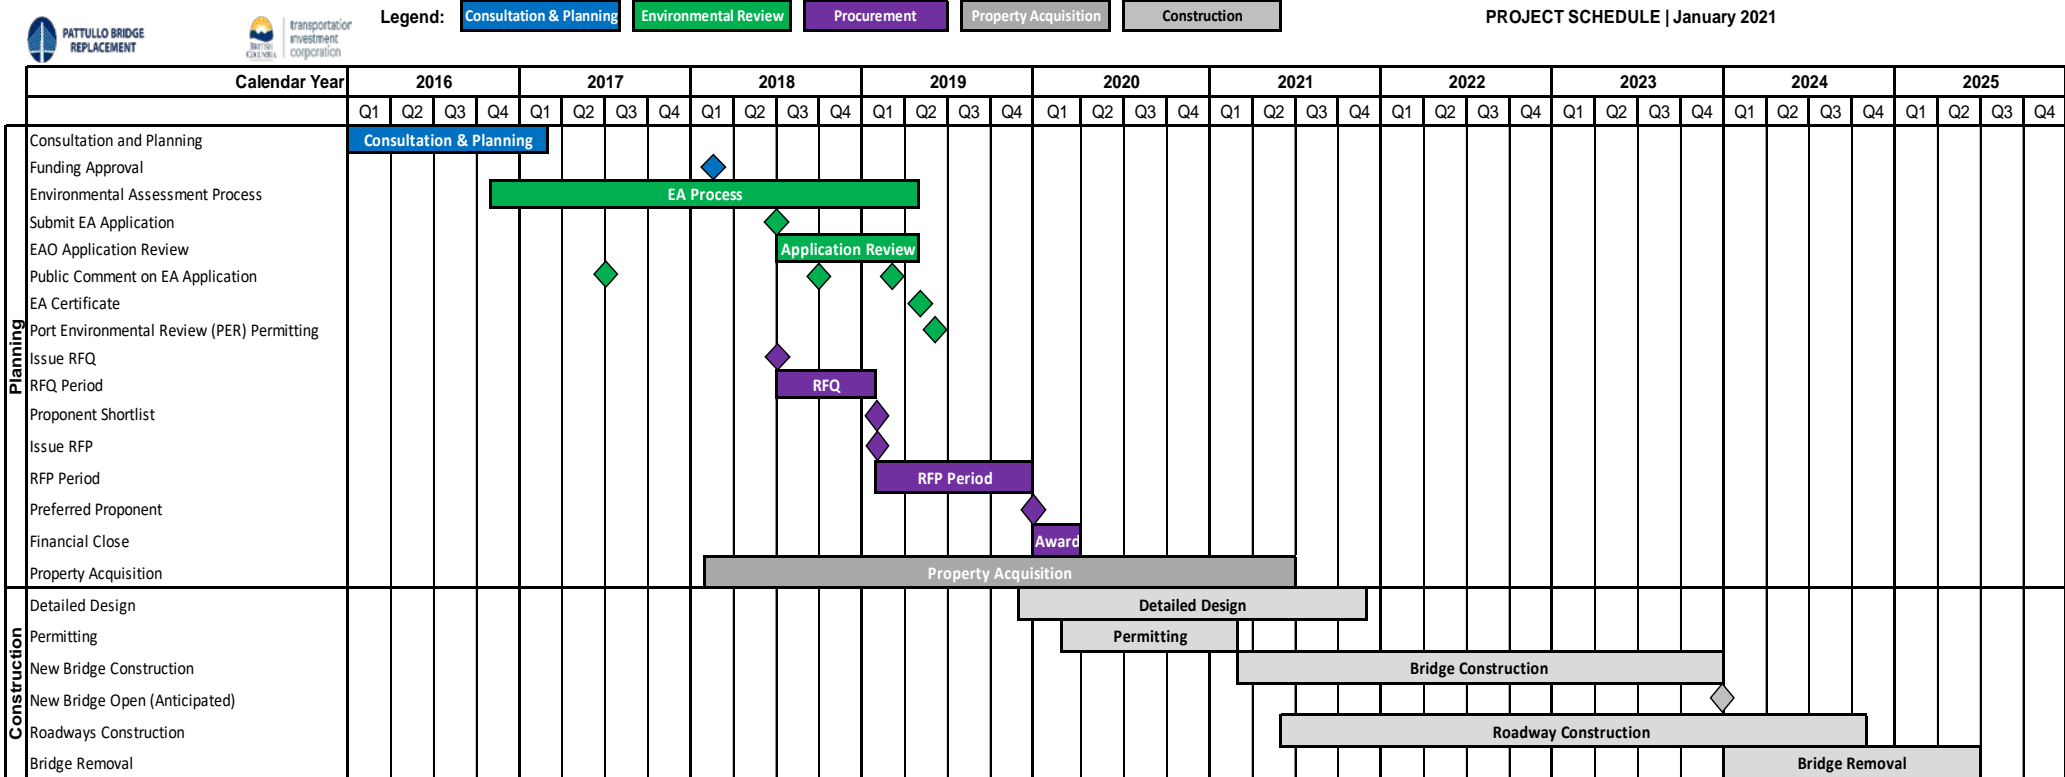 PATTULLO BRIDGE
REPLACEMENT
BRITISH
COLUMBIA
transportation
investment
corporation
Legend: Consultation & Planning Environmental Review Procurement Property Acquisition Construction
PROJECT SCHEDULE | January 2021
Calendar Year 2016 2017 2018 2019 2020 2021 2022 2023 2024 2025
Q1 Q2 Q3 Q4 Q1 Q2 Q3 Q4 Q1 Q2 Q3 Q4 Q1 Q2 Q3 Q4 Q1 Q2 Q3 Q4 Q1 Q2 Q3 Q4 Q1 Q2 Q3 Q4 Q1 Q2 Q3 Q4 Q1 Q2 Q3 Q4 Q1 Q2 Q3 Q4
Planning
Consultation and Planning Consultation & Planning
Funding Approval
Environmental Assessment Process EA Process
Submit EA Application
EAO Application Review Application Review
Public Comment on EA Application
EA Certificate
Port Environmental Review (PER) Permitting
Issue RFQ
RFQ Period RFQ
Proponent Shortlist
Issue RFP
RFP Period RFP Period
Preferred Proponent
Financial Close Award
Property Acquisition Property Acquisition
Construction
Detailed Design Detailed Design
Permitting Permitting
New Bridge Construction Bridge Construction
New Bridge Open (Anticipated)
Roadways Construction Roadway Construction
Bridge Removal Bridge Removal